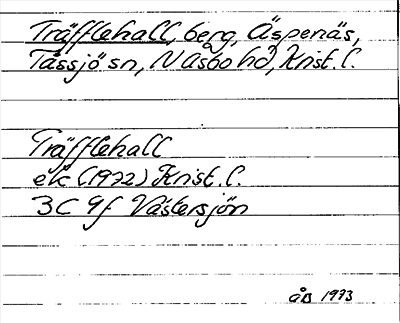 Träfflehall, berg, Äspenäs,
Tåssjö sn, N Åsbo hd, Krist. l.
Träfflehall
ek (1972) Krist. l.
3C 9f Västersjön
åB 1973